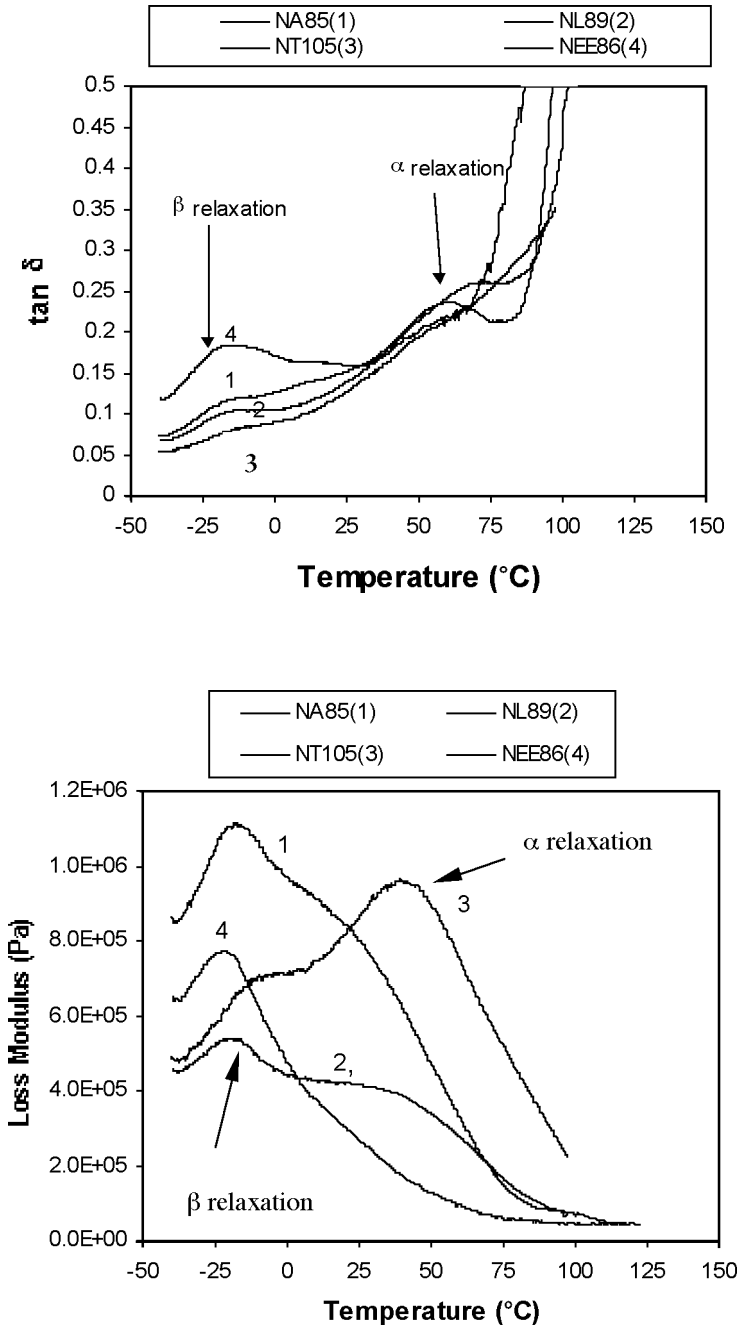 NA85(1) NL89(2)
NT105(3) NEE86(4)
0.5
0.45
0.4
0.35
0.3
0.25
0.2
0.15
0.1
0.05
0
tan δ
α relaxation
β relaxation
4
1
2
3
-50 -25 0 25 50 75 100 125 150
Temperature (°C)
NA85(1) NL89(2)
NT105(3) NEE86(4)
1.2E+06
1.0E+06
8.0E+05
6.0E+05
4.0E+05
2.0E+05
0.0E+00
Loss Modulus (Pa)
1
α relaxation
3
4
2,
β relaxation
-50 -25 0 25 50 75 100 125 150
Temperature (°C)